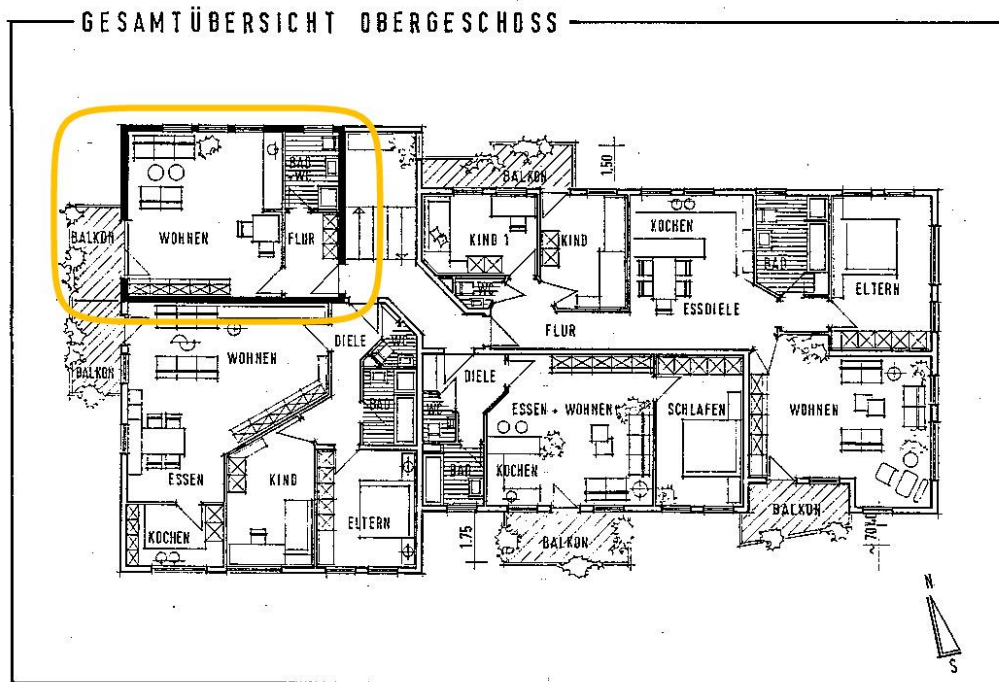 GESAMTÜBERSICHT OBERGESCHOSS
BAD
+WC
BALKON
WOHNEN
FLUR
BALKON
1.50
KIND 1
KIND
KOCHEN
BAD
ELTERN
WC
ESSDIELE
FLUR
BALKON
WOHNEN
DIELE
WC
BAD
DIELE
WC
ESSEN + WOHNEN
SCHLAFEN
WOHNEN
ESSEN
KIND
ELTERN
KOCHEN
BAD
KOCHEN
BALKON
BALKON
1.75
70
N
S